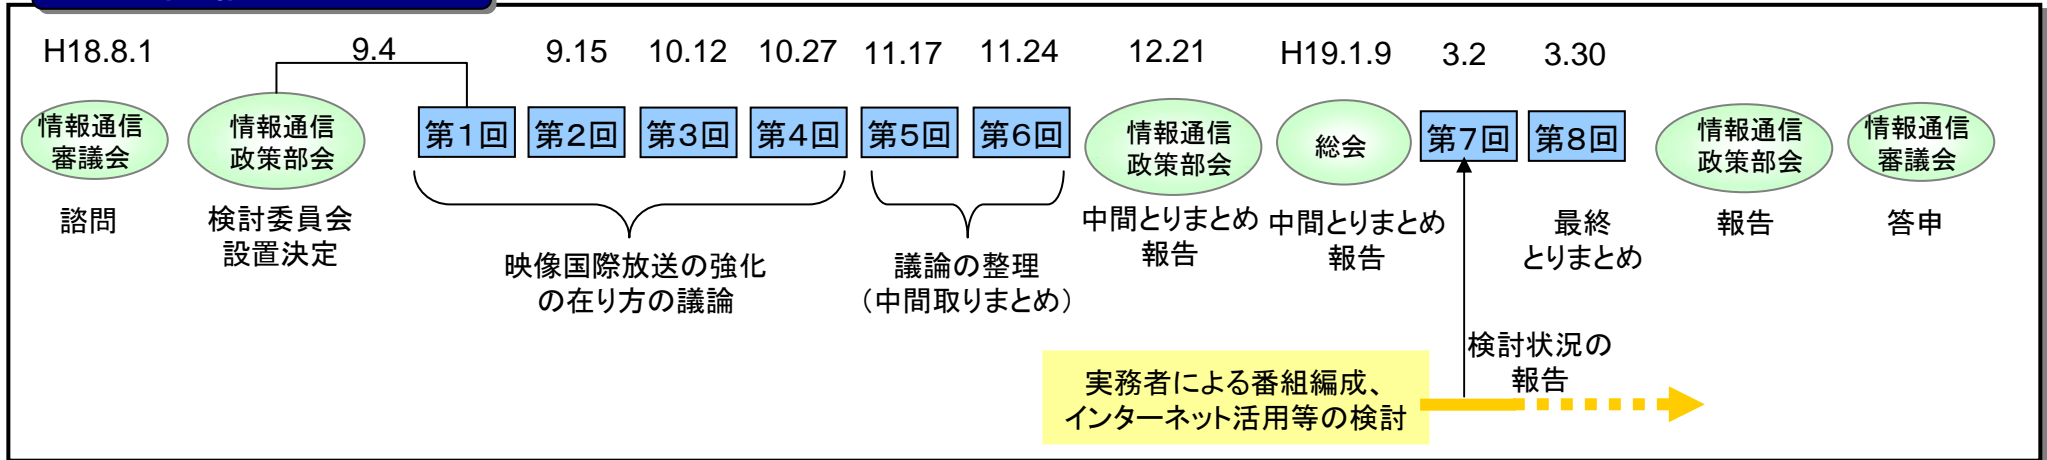 H18.8.1
9.4
9.15
10.12
10.27
11.17
11.24
12.21
H19.1.9
3.2
3.30
情報通信
審議会
情報通信
政策部会
第1回
第2回
第3回
第4回
第5回
第6回
情報通信
政策部会
総会
第7回
第8回
情報通信
政策部会
情報通信
審議会
諮問
検討委員会
設置決定
中間とりまとめ
報告
中間とりまとめ
報告
最終
とりまとめ
報告
答申
映像国際放送の強化
の在り方の議論
議論の整理
（中間取りまとめ）
検討状況の
報告
実務者による番組編成、
インターネット活用等の検討